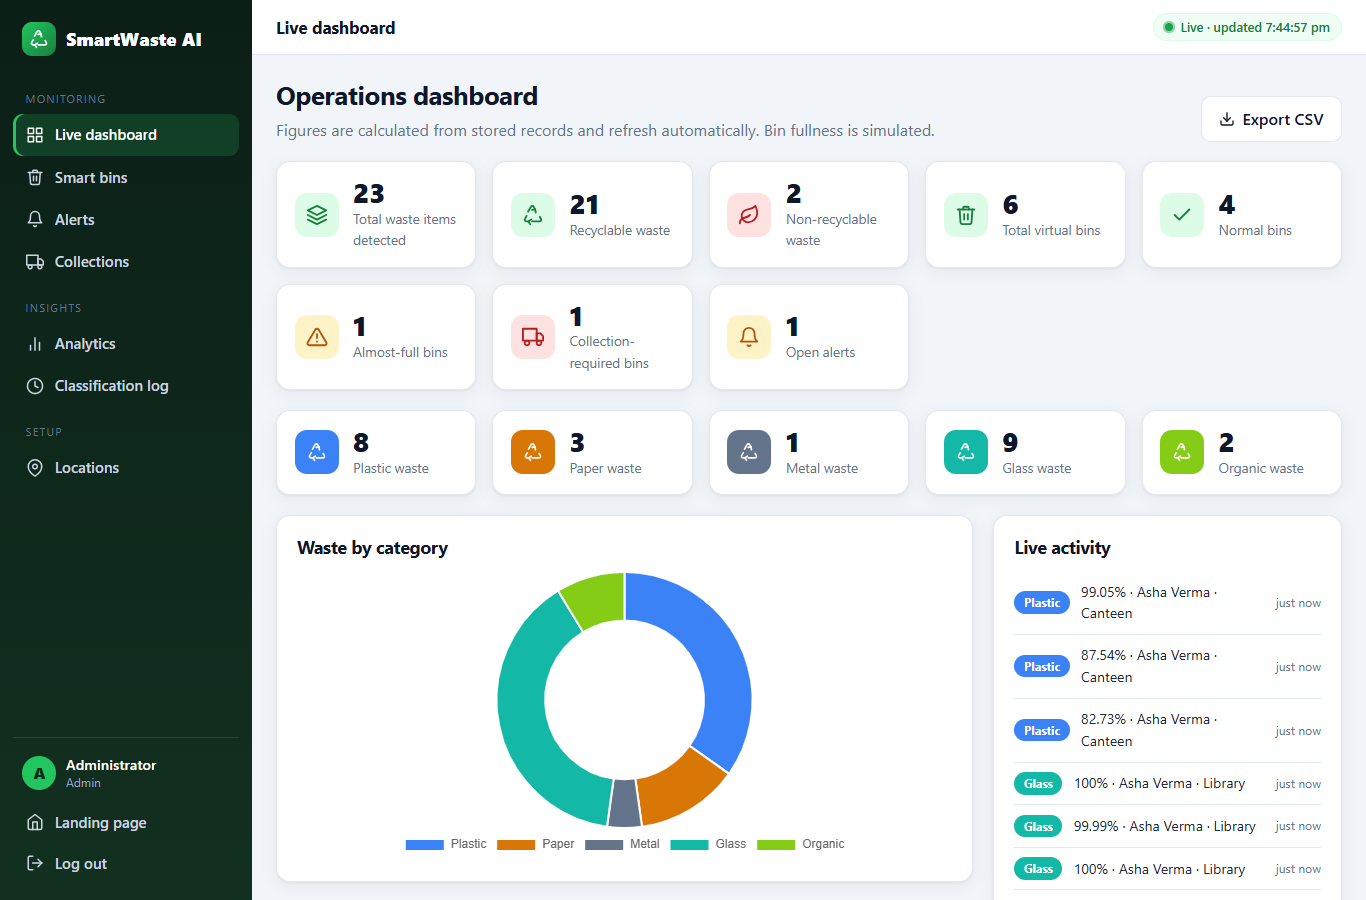 SmartWaste AI
MONITORING
Live dashboard
Smart bins
Alerts
Collections
INSIGHTS
Analytics
Classification log
SETUP
Locations
A
Administrator
Admin
Landing page
Log out
Live dashboard
Live · updated 7:44:57 pm
Operations dashboard
Figures are calculated from stored records and refresh automatically. Bin fullness is simulated.
Export CSV
23
Total waste items
detected
21
Recyclable waste
2
Non-recyclable
waste
6
Total virtual bins
4
Normal bins
1
Almost-full bins
1
Collection-
required bins
1
Open alerts
8
Plastic waste
3
Paper waste
1
Metal waste
9
Glass waste
2
Organic waste
Waste by category
Plastic
Paper
Metal
Glass
Organic
Live activity
Plastic
99.05% · Asha Verma ·
Canteen
just now
Plastic
87.54% · Asha Verma ·
Canteen
just now
Plastic
82.73% · Asha Verma ·
Canteen
just now
Glass
100% · Asha Verma · Library
just now
Glass
99.99% · Asha Verma · Library
just now
Glass
100% · Asha Verma · Library
just now